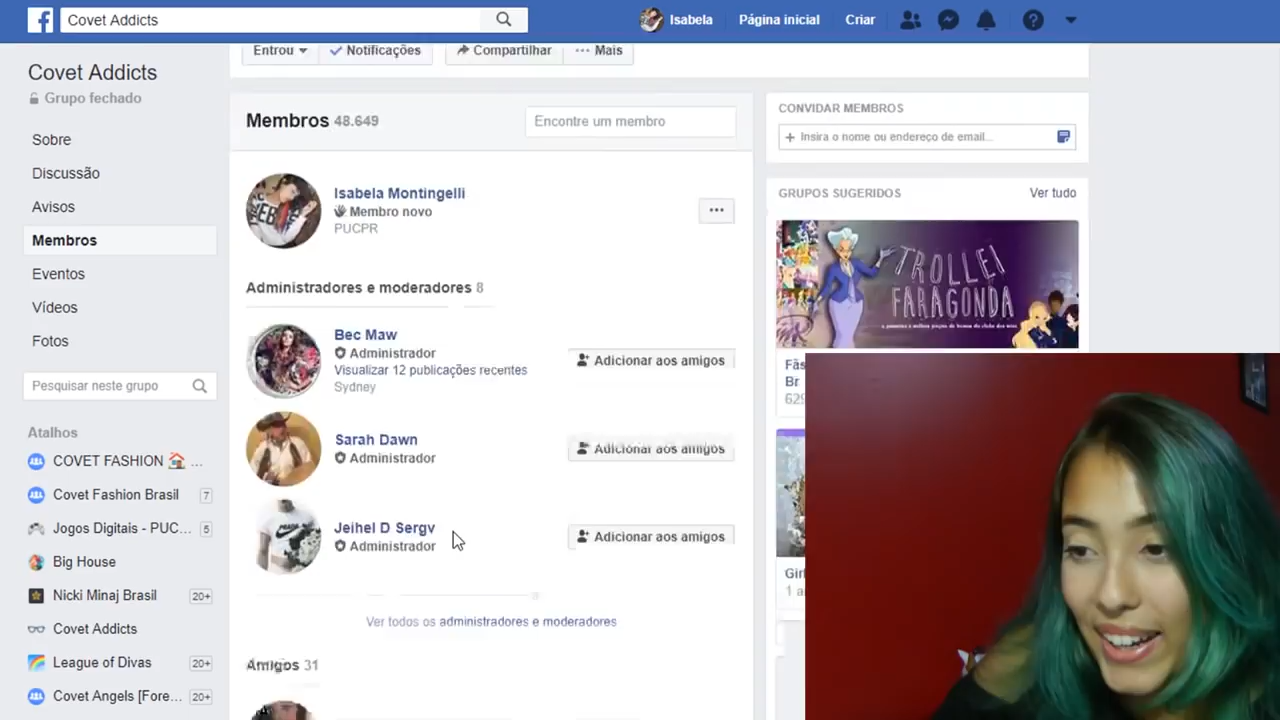 Covet Addicts
Isabela
Página inicial
Criar
Covet Addicts
Grupo fechado
Sobre
Discussão
Avisos
Membros
Eventos
Vídeos
Fotos
Pesquisar neste grupo
Atalhos
COVET FASHION 🏠 ...
Covet Fashion Brasil 7
Jogos Digitais - PUC... 5
Big House
Nicki Minaj Brasil 20+
Covet Addicts
League of Divas 20+
Covet Angels [Fore... 20+
Entrou
Notificações
Compartilhar
Mais
Membros 48.649
Encontre um membro
Isabela Montingelli
Membro novo
PUCPR
Administradores e moderadores 8
Bec Maw
Administrador
Visualizar 12 publicações recentes
Sydney
Adicionar aos amigos
Sarah Dawn
Administrador
Adicionar aos amigos
Jeihel D Sergv
Administrador
Adicionar aos amigos
Ver todos os administradores e moderadores
Amigos 31
CONVIDAR MEMBROS
+ Insira o nome ou endereço de email...
GRUPOS SUGERIDOS
Ver tudo
TROLLEI
FARAGONDA
Fãs
Br
629
Girl
1 a